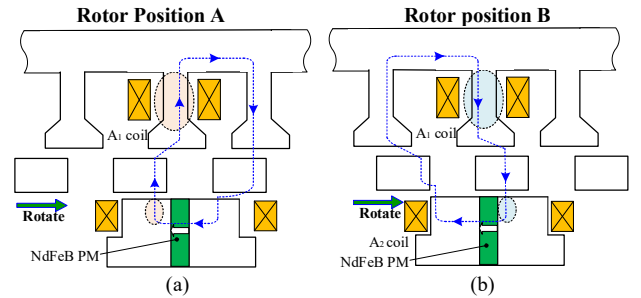 Rotor Position A
Rotor position B
A₁ coil
A₁ coil
Rotate
Rotate
A₂ coil
NdFeB PM
NdFeB PM
(a)
(b)